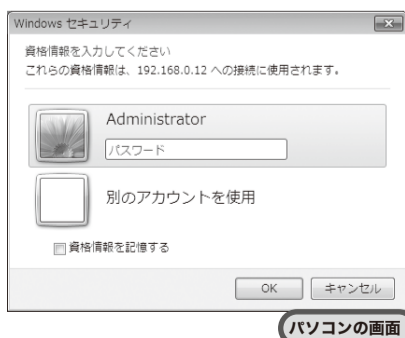 Windows セキュリティ
資格情報を入力してください
これらの資格情報は、192.168.0.12 への接続に使用されます。
Administrator
パスワード
別のアカウントを使用
資格情報を記憶する
OK キャンセル
パソコンの画面